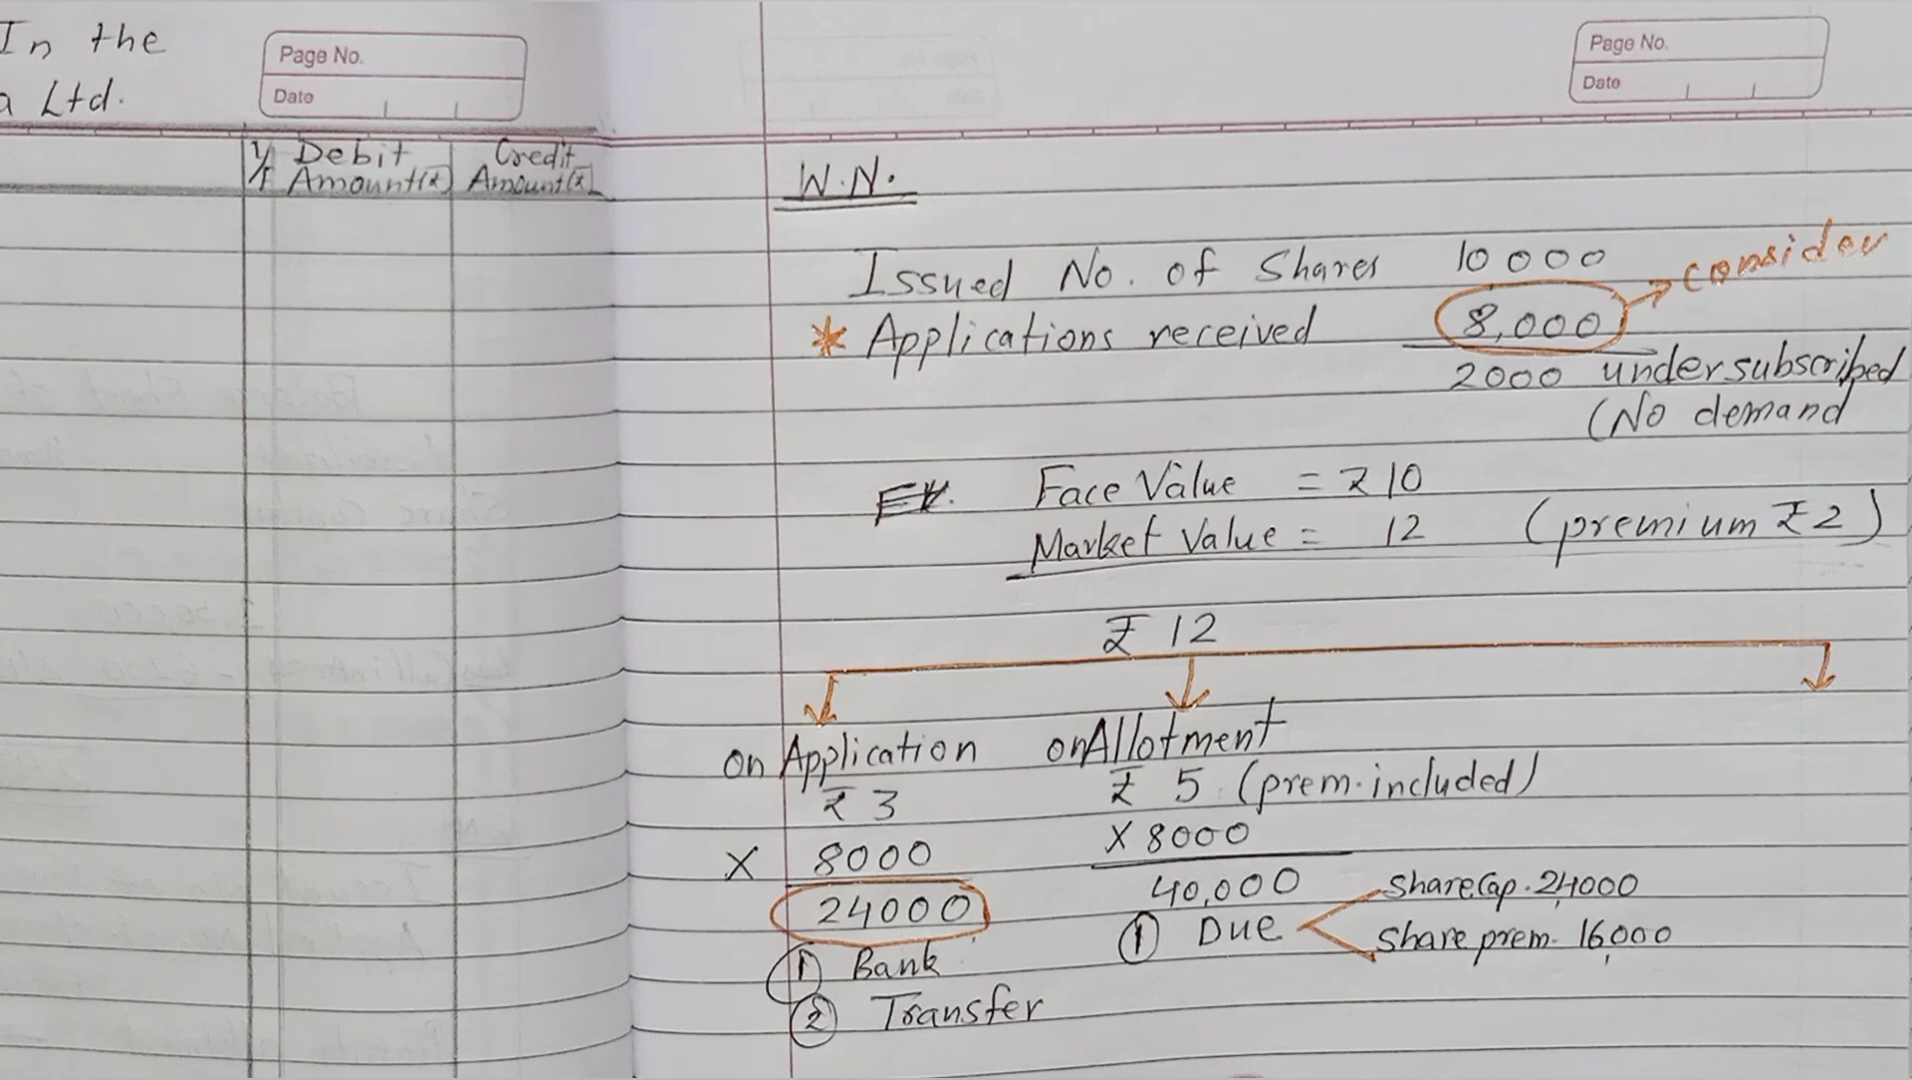 In the
a Ltd.
Page No.
Date
Debit
Amount(₹)
Credit
Amount(₹)
Page No.
Date
W.N.
Issued No. of Shares 10000
* Applications received 8,000 → consider
2000 undersubscribed
(No demand
Face Value = ₹10
Market Value = 12 (premium ₹2)
₹ 12
on Application
₹ 3
X 8000
24000
① Bank
② Transfer
on Allotment
₹ 5 (prem. included)
X 8000
40,000
① Due
Share Cap. 24000
Share prem. 16,000